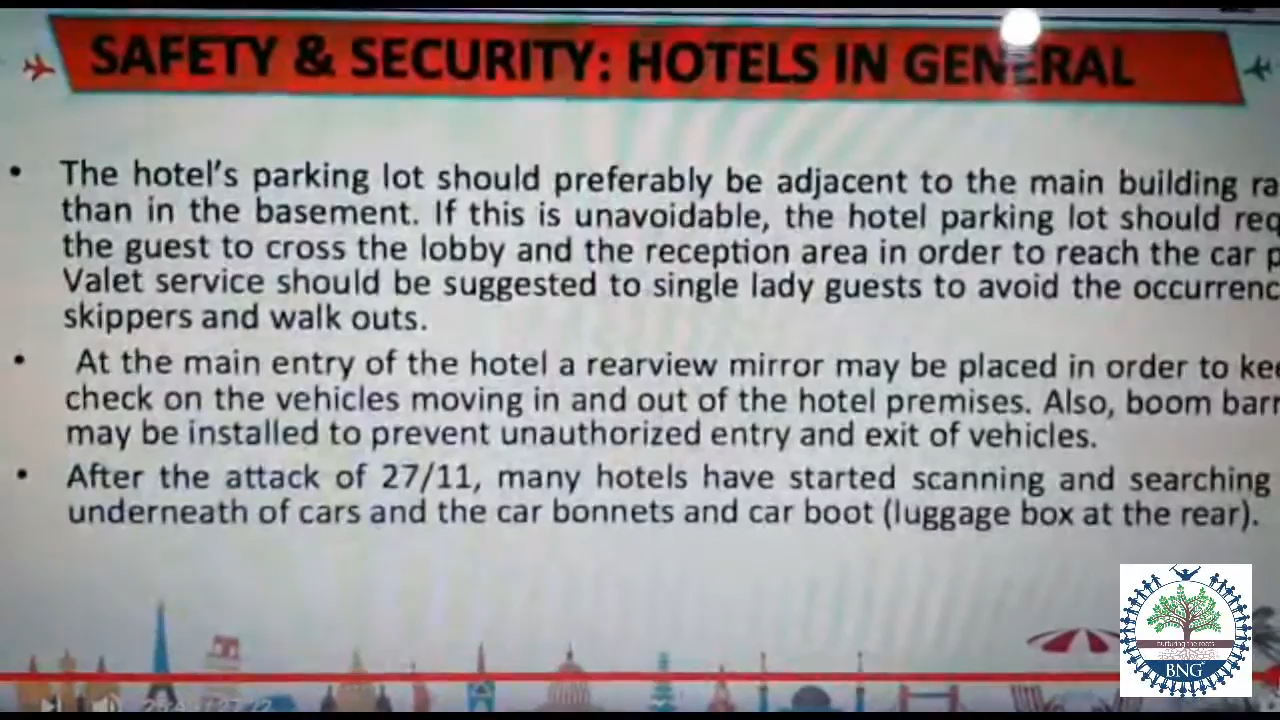 SAFETY & SECURITY: HOTELS IN GENERAL
• The hotel's parking lot should preferably be adjacent to the main building
than in the basement. If this is unavoidable, the hotel parking lot should
the guest to cross the lobby and the reception area in order to reach the car
Valet service should be suggested to single lady guests to avoid the
skippers and walk outs.
• At the main entry of the hotel a rearview mirror may be placed in order to
check on the vehicles moving in and out of the hotel premises. Also, boom
may be installed to prevent unauthorized entry and exit of vehicles.
• After the attack of 27/11, many hotels have started scanning and searching
underneath of cars and the car bonnets and car boot (luggage box at the rear).
nurturing the roots
BNG